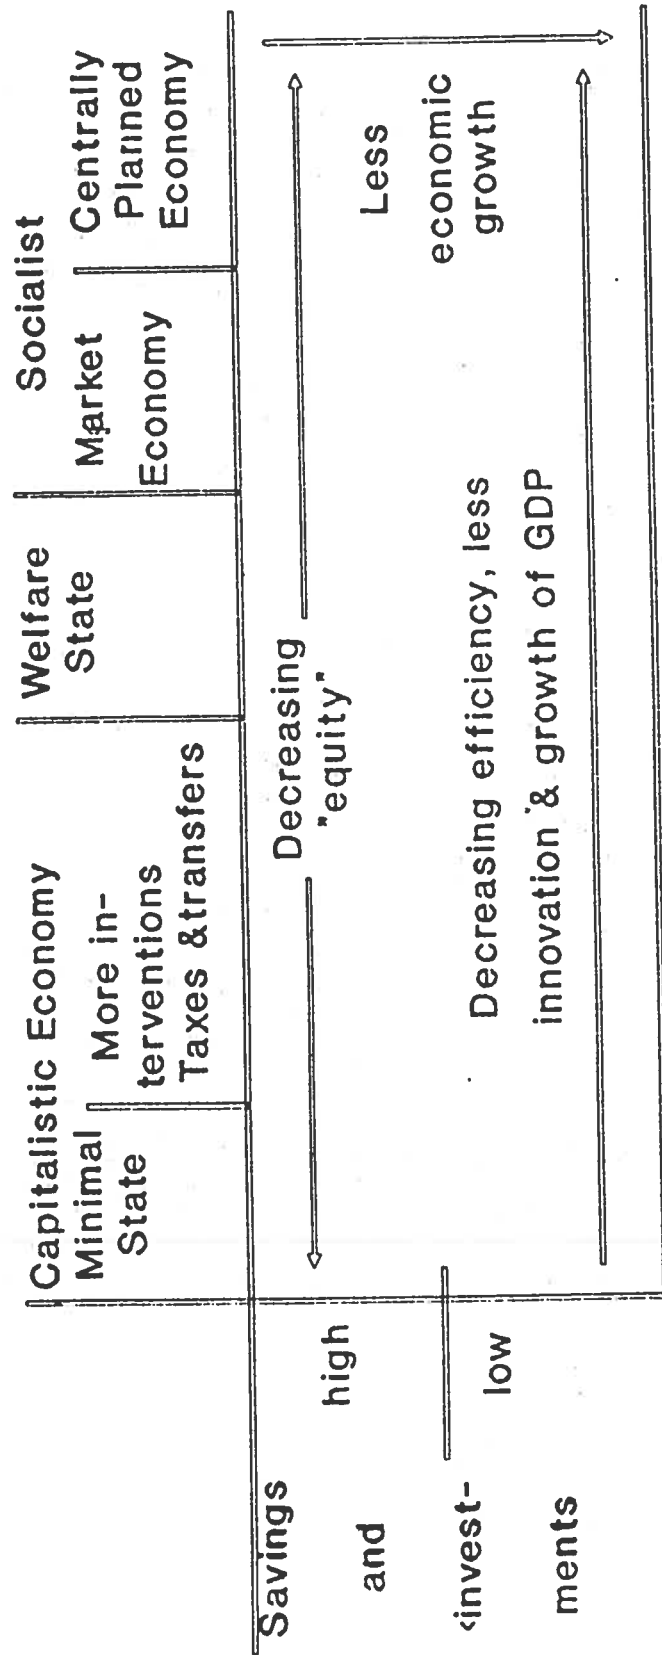 Capitalistic Economy
Minimal
State
More in-
terventions
Taxes &transfers
Welfare
State
Socialist
Market
Economy
Centrally
Planned
Economy
Savings
and
‹invest-
ments
high
low
Decreasing
"equity"
Less
economic
growth
Decreasing efficiency, less
innovation & growth of GDP